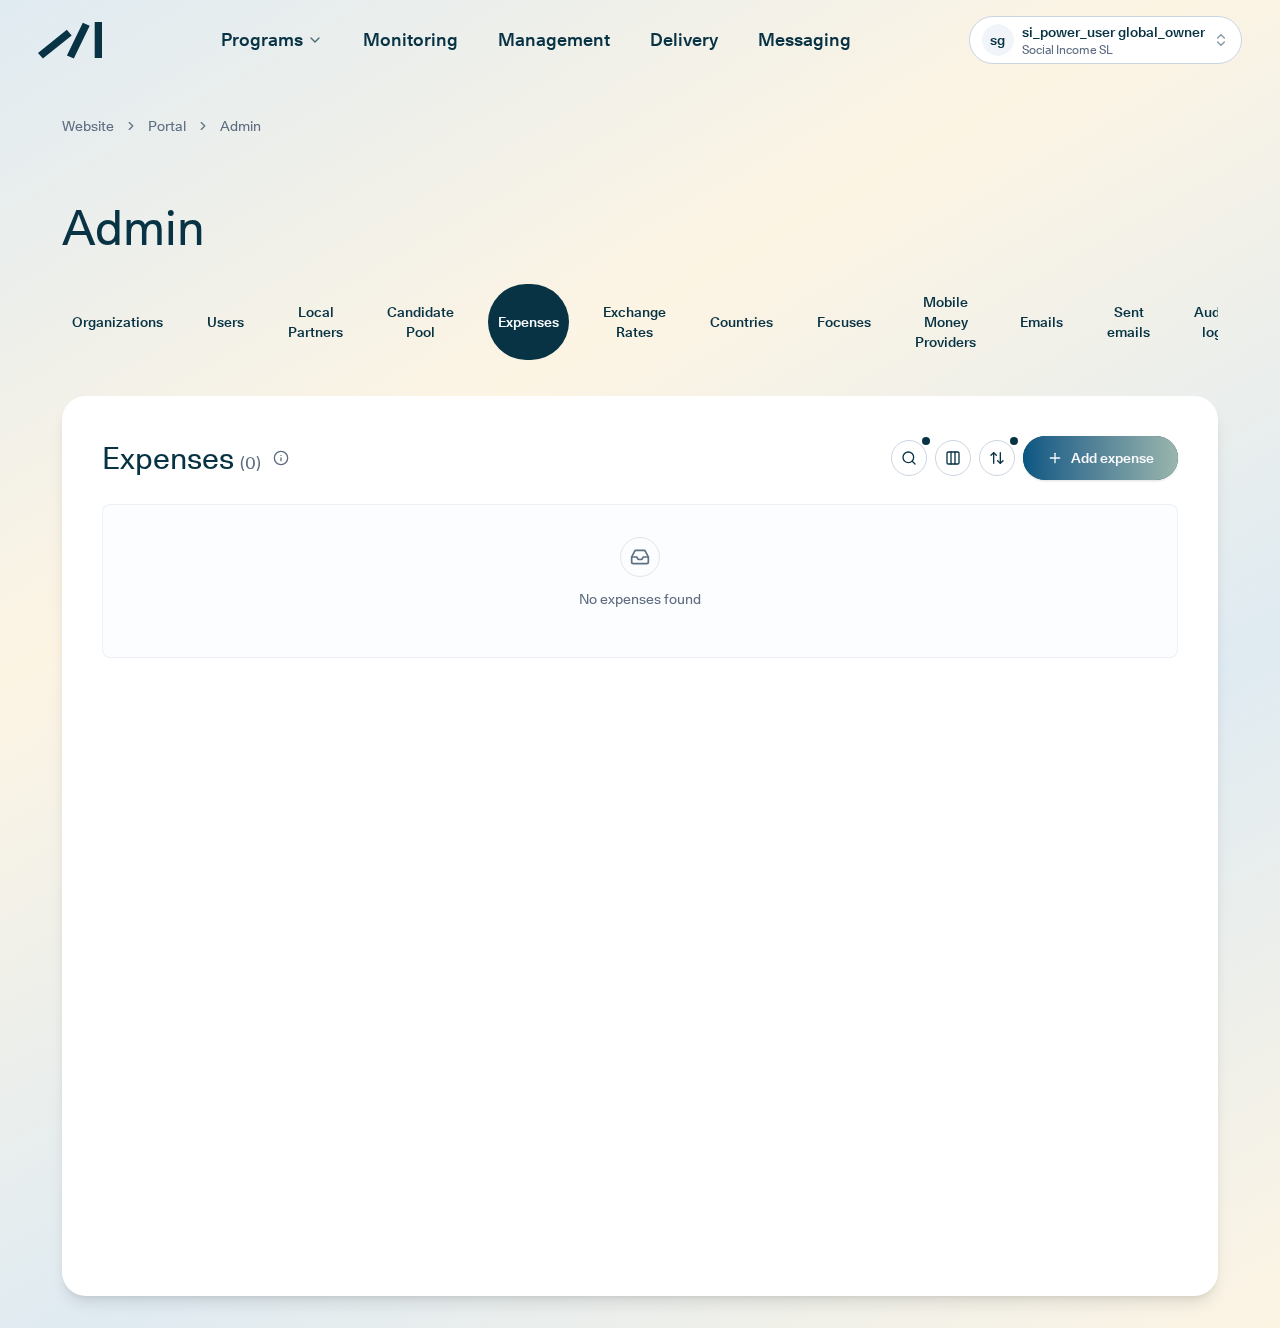 Programs
Monitoring
Management
Delivery
Messaging
sg
si_power_user global_owner
Social Income SL
Website
Portal
Admin
Admin
Organizations
Users
Local
Partners
Candidate
Pool
Expenses
Exchange
Rates
Countries
Focuses
Mobile
Money
Providers
Emails
Sent
emails
Expenses (0)
Add expense
No expenses found